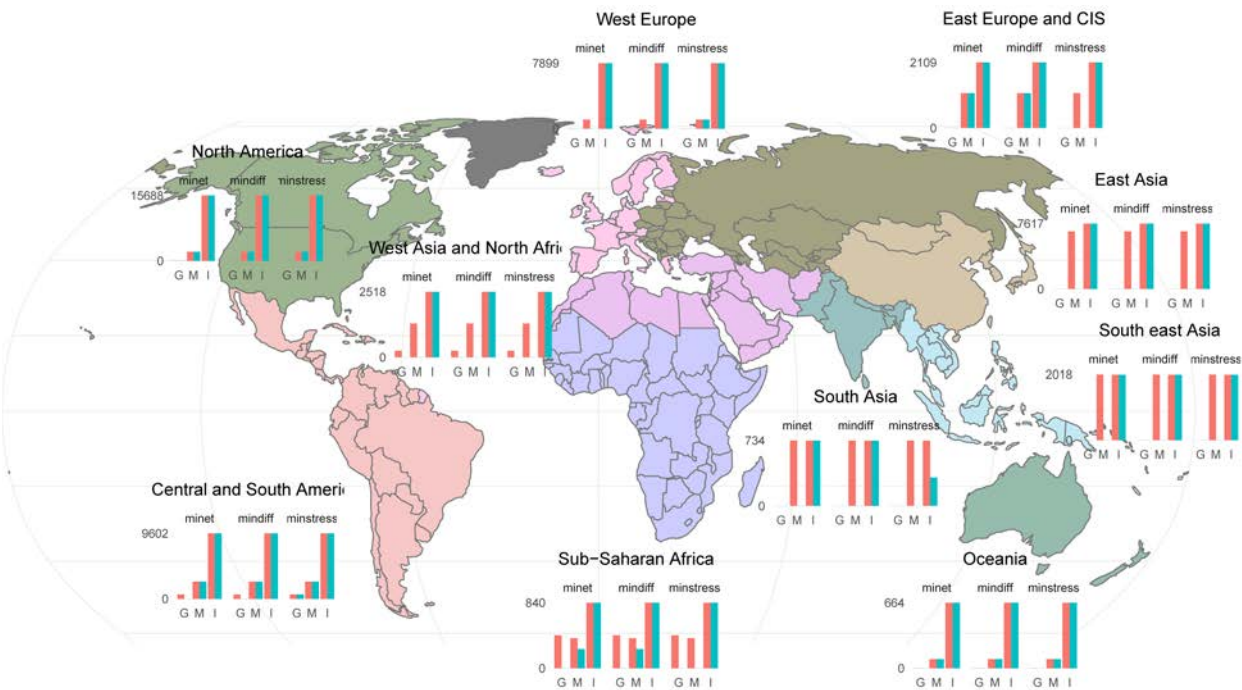 West Europe
minet mindiff minstress
7899
G M I G M I G M I
East Europe and CIS
minet mindiff minstress
2109
0
G M I G M I G M I
North America
minet mindiff minstress
15688
0
G M I G M I G M I
East Asia
minet mindiff minstress
7617
0
G M I G M I G M I
West Asia and North Afri
minet mindiff minstress
2518
0
G M I G M I G M I
South east Asia
minet mindiff minstress
2018
G M I G M I G M I
South Asia
minet mindiff minstress
734
0
G M I G M I G M I
Central and South Ameri
minet mindiff minstress
9602
0
G M I G M I G M I
Sub−Saharan Africa
minet mindiff minstress
840
0
G M I G M I G M I
Oceania
minet mindiff minstress
664
0
G M I G M I G M I